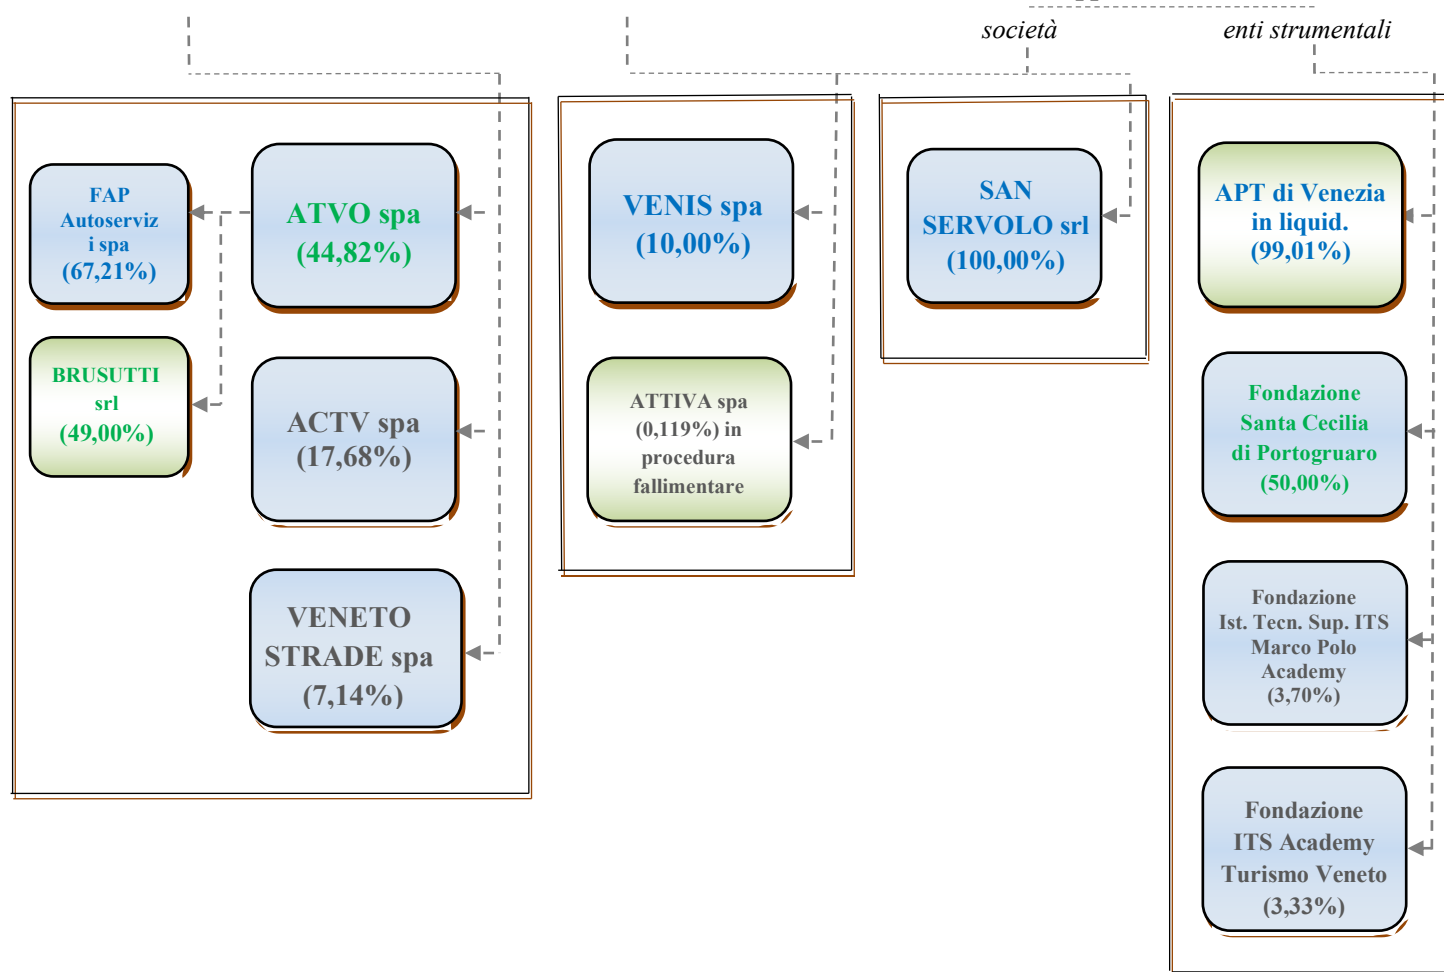 società
enti strumentali
FAP
Autoserviz
i spa
(67,21%)
ATVO spa
(44,82%)
BRUSUTTI
srl
(49,00%)
ACTV spa
(17,68%)
VENETO
STRADE spa
(7,14%)
VENIS spa
(10,00%)
ATTIVA spa
(0,119%) in
procedura
fallimentare
SAN
SERVOLO srl
(100,00%)
APT di Venezia
in liquid.
(99,01%)
Fondazione
Santa Cecilia
di Portogruaro
(50,00%)
Fondazione
Ist. Tecn. Sup. ITS
Marco Polo
Academy
(3,70%)
Fondazione
ITS Academy
Turismo Veneto
(3,33%)